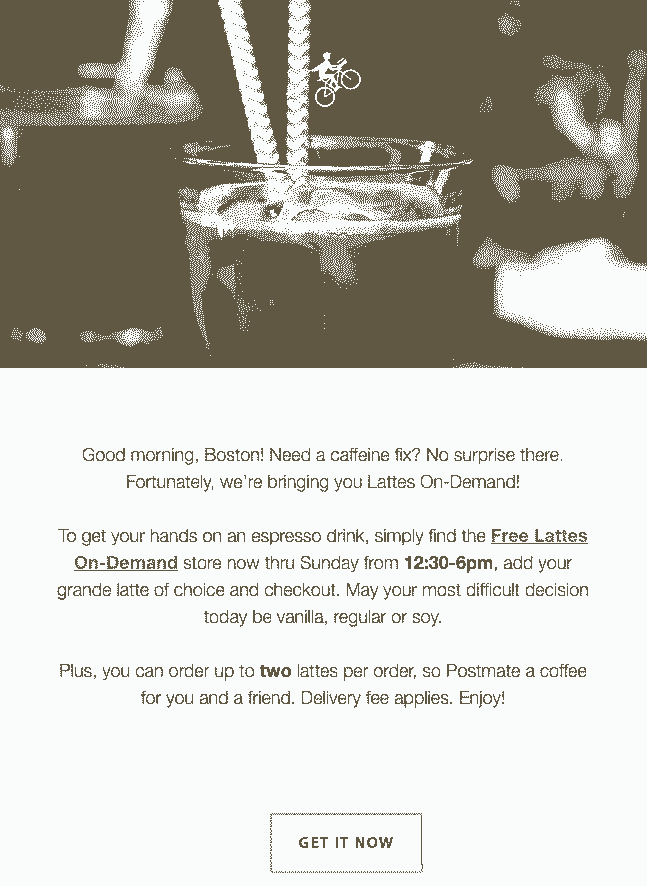 Good morning, Boston! Need a caffeine fix? No surprise there.
Fortunately, we're bringing you Lattes On-Demand!
To get your hands on an espresso drink, simply find the Free Lattes
On-Demand store now thru Sunday from 12:30-6pm, add your
grande latte of choice and checkout. May your most difficult decision
today be vanilla, regular or soy.
Plus, you can order up to two lattes per order, so Postmate a coffee
for you and a friend. Delivery fee applies. Enjoy!
GET IT NOW